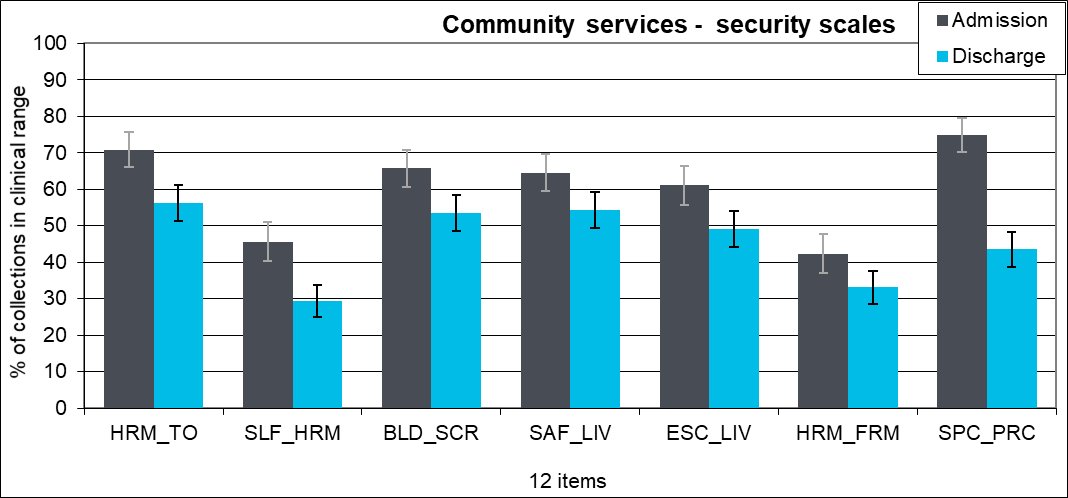 Community services - security scales
Admission
Discharge
% of collections in clinical range
100
90
80
70
60
50
40
30
20
10
0
HRM_TO SLF_HRM BLD_SCR SAF_LIV ESC_LIV HRM_FRM SPC_PRC
12 items